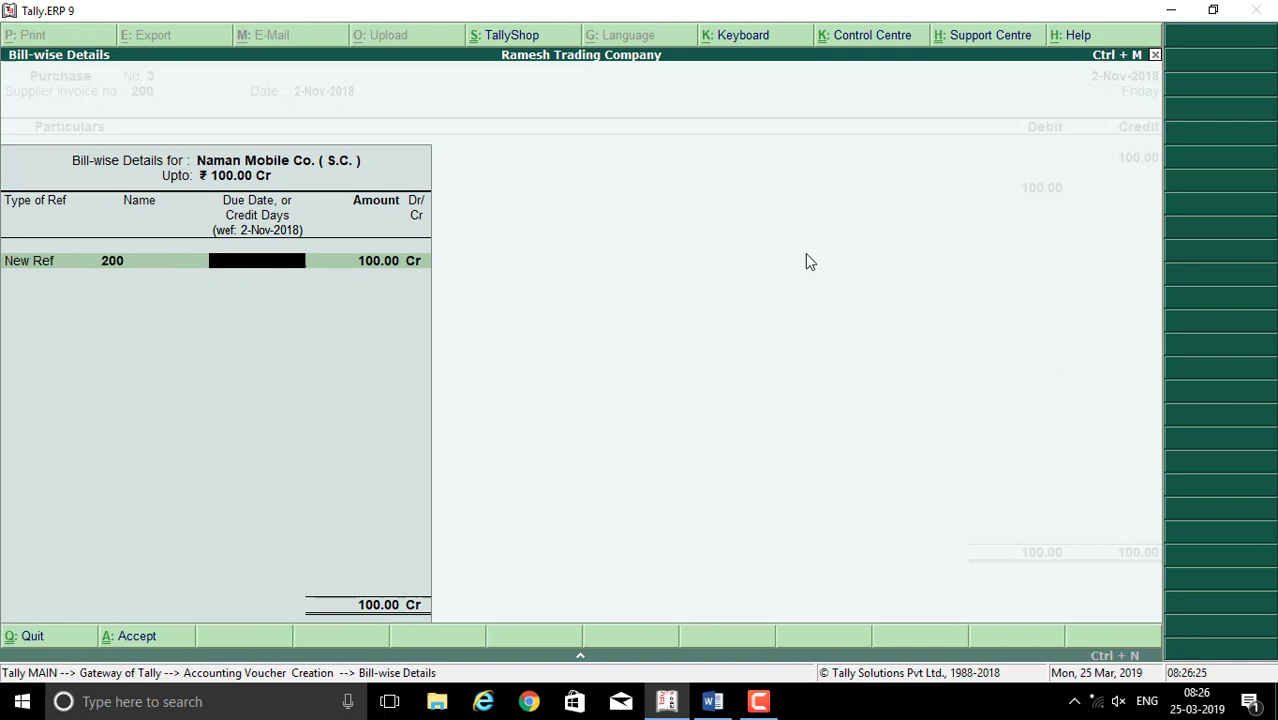 Tally.ERP 9
P: Print E: Export M: E-Mail O: Upload S: TallyShop G: Language K: Keyboard K: Control Centre H: Support Centre H: Help
Bill-wise Details Ramesh Trading Company Ctrl + M
Purchase No. 3 2-Nov-2018
Supplier invoice no.: 200 Date : 2-Nov-2018 Friday
Particulars Debit Credit
100.00
100.00
Bill-wise Details for : Naman Mobile Co. ( S.C. )
Upto: ₹ 100.00 Cr
Type of Ref Name Due Date, or Amount Dr/
Credit Days Cr
(wef: 2-Nov-2018)
New Ref 200 100.00 Cr
100.00 100.00
100.00 Cr
Q: Quit A: Accept
Ctrl + N
Tally MAIN --> Gateway of Tally --> Accounting Voucher Creation --> Bill-wise Details © Tally Solutions Pvt Ltd., 1988-2018 Mon, 25 Mar, 2019 08:26:25
Type here to search ENG 08:26
25-03-2019 1